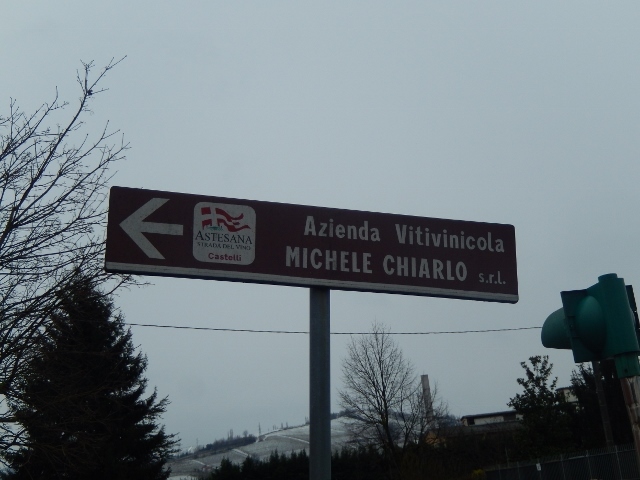 ASTESANA
STRADA DEL VINO
Castelli
Azienda Vitivinicola
MICHELE CHIARLO s.r.l.